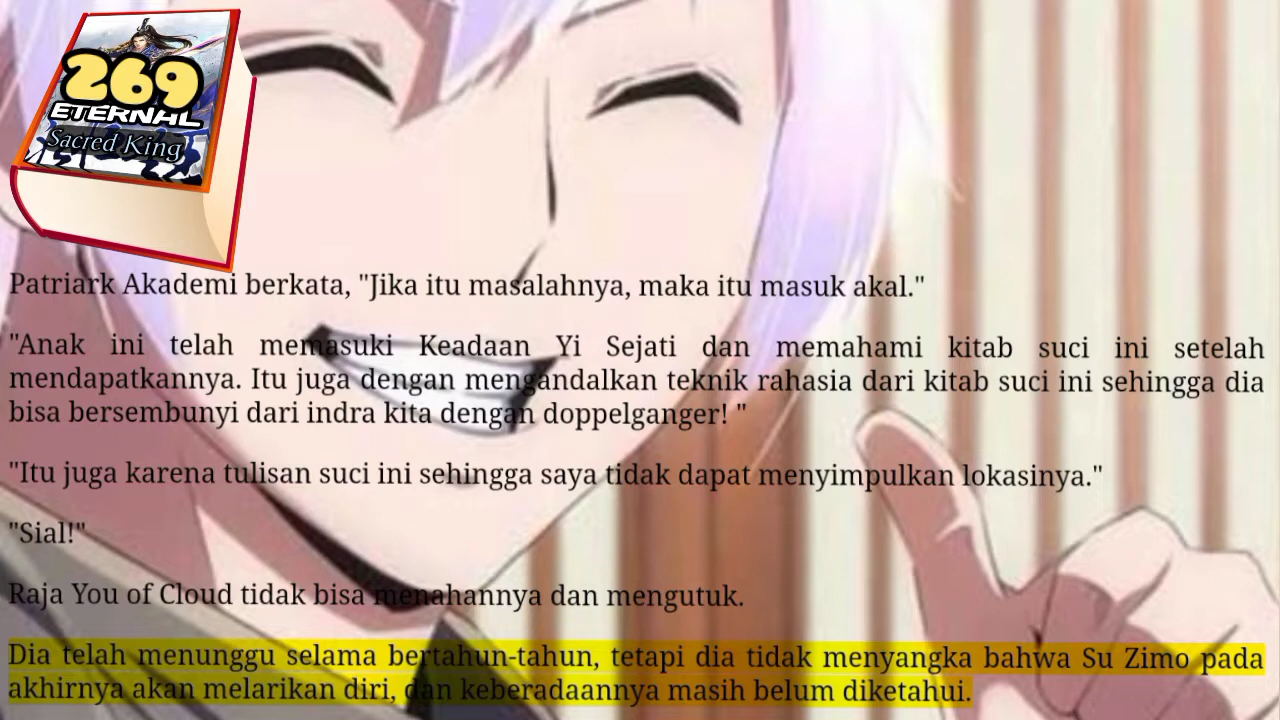 269
ETERNAL
Sacred King
Patriark Akademi berkata, "Jika itu masalahnya, maka itu masuk akal."
"Anak ini telah memasuki Keadaan Yi Sejati dan memahami kitab suci ini setelah
mendapatkannya. Itu juga dengan mengandalkan teknik rahasia dari kitab suci ini sehingga dia
bisa bersembunyi dari indra kita dengan doppelganger! "
"Itu juga karena tulisan suci ini sehingga saya tidak dapat menyimpulkan lokasinya."
"Sial!"
Raja You of Cloud tidak bisa menahannya dan mengutuk.
Dia telah menunggu selama bertahun-tahun, tetapi dia tidak menyangka bahwa Su Zimo pada
akhirnya akan melarikan diri, dan keberadaannya masih belum diketahui.